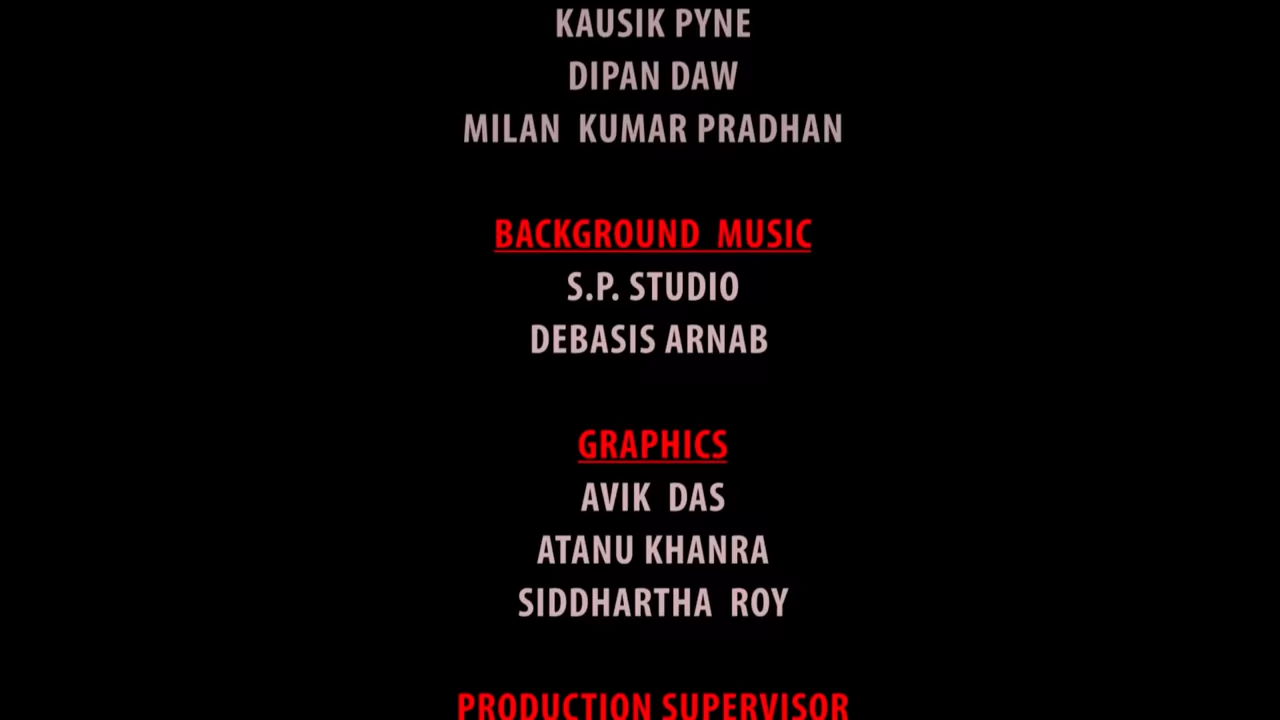 KAUSIK PYNE
DIPAN DAW
MILAN KUMAR PRADHAN
BACKGROUND MUSIC
S.P. STUDIO
DEBASIS ARNAB
GRAPHICS
AVIK DAS
ATANU KHANRA
SIDDHARTHA ROY
PRODUCTION SUPERVISOR